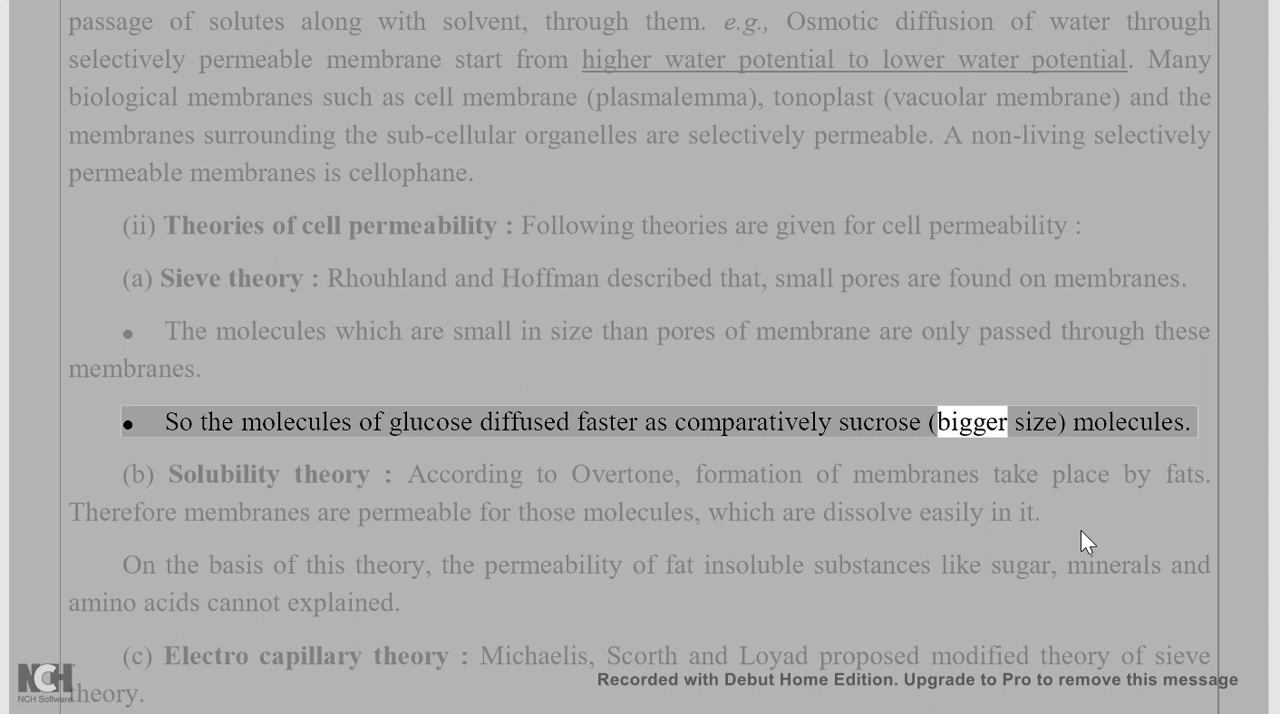 passage of solutes along with solvent, through them. e.g., Osmotic diffusion of water through
selectively permeable membrane start from higher water potential to lower water potential. Many
biological membranes such as cell membrane (plasmalemma), tonoplast (vacuolar membrane) and the
membranes surrounding the sub-cellular organelles are selectively permeable. A non-living selectively
permeable membranes is cellophane.
(ii) Theories of cell permeability : Following theories are given for cell permeability :
(a) Sieve theory : Rhouhland and Hoffman described that, small pores are found on membranes.
• The molecules which are small in size than pores of membrane are only passed through these
membranes.
• So the molecules of glucose diffused faster as comparatively sucrose (bigger size) molecules.
(b) Solubility theory : According to Overtone, formation of membranes take place by fats.
Therefore membranes are permeable for those molecules, which are dissolve easily in it.
On the basis of this theory, the permeability of fat insoluble substances like sugar, minerals and
amino acids cannot explained.
(c) Electro capillary theory : Michaelis, Scorth and Loyad proposed modified theory of sieve
theory.
NCH
NCH Software
Recorded with Debut Home Edition. Upgrade to Pro to remove this message